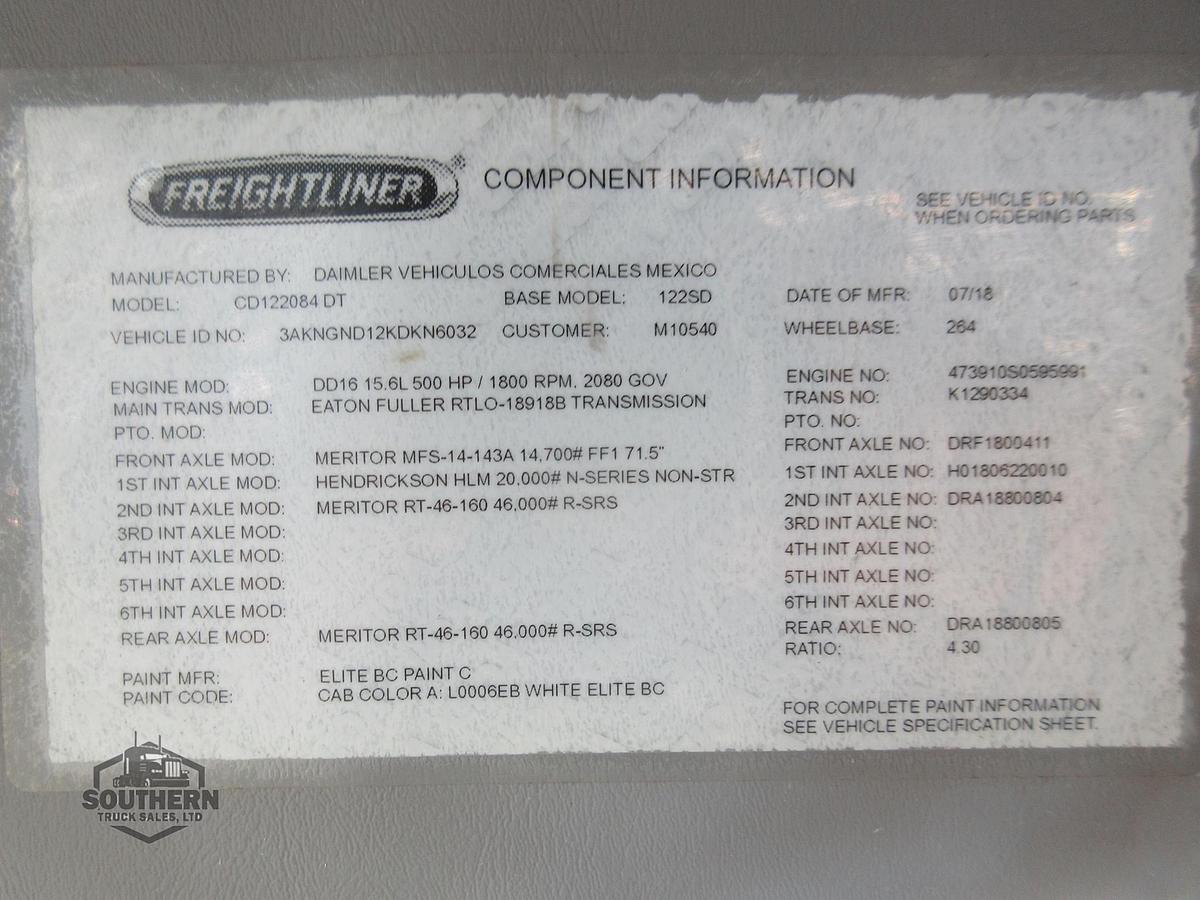 FREIGHTLINER®
COMPONENT INFORMATION
SEE VEHICLE ID NO.
WHEN ORDERING PARTS
MANUFACTURED BY: DAIMLER VEHICULOS COMERCIALES MEXICO
MODEL: CD122084 DT BASE MODEL: 122SD DATE OF MFR: 07/18
VEHICLE ID NO: 3AKNGND12KDKN6032 CUSTOMER: M10540 WHEELBASE: 264
ENGINE MOD: DD16 15.6L 500 HP / 1800 RPM, 2080 GOV ENGINE NO: 473910S0595991
MAIN TRANS MOD: EATON FULLER RTLO-18918B TRANSMISSION TRANS NO: K1290334
PTO. MOD: PTO. NO:
FRONT AXLE MOD: MERITOR MFS-14-143A 14,700# FF1 71.5" FRONT AXLE NO: DRF1800411
1ST INT AXLE MOD: HENDRICKSON HLM 20,000# N-SERIES NON-STR 1ST INT AXLE NO: H01806220010
2ND INT AXLE MOD: MERITOR RT-46-160 46,000# R-SRS 2ND INT AXLE NO: DRA18800804
3RD INT AXLE MOD: 3RD INT AXLE NO:
4TH INT AXLE MOD: 4TH INT AXLE NO:
5TH INT AXLE MOD: 5TH INT AXLE NO:
6TH INT AXLE MOD: 6TH INT AXLE NO:
REAR AXLE MOD: MERITOR RT-46-160 46,000# R-SRS REAR AXLE NO: DRA18800805
RATIO: 4.30
PAINT MFR: ELITE BC PAINT C
PAINT CODE: CAB COLOR A: L0006EB WHITE ELITE BC
FOR COMPLETE PAINT INFORMATION
SEE VEHICLE SPECIFICATION SHEET.
SOUTHERN
TRUCK SALES, LTD